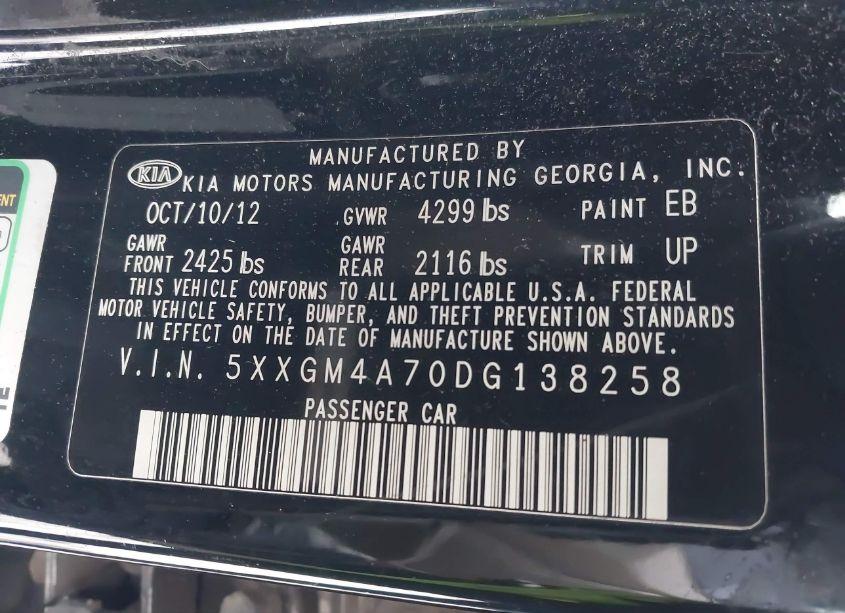 MANUFACTURED BY
KIA KIA MOTORS MANUFACTURING GEORGIA, INC.
OCT/10/12 GVWR 4299 lbs PAINT EB
GAWR FRONT 2425 lbs GAWR REAR 2116 lbs TRIM UP
THIS VEHICLE CONFORMS TO ALL APPLICABLE U.S.A. FEDERAL
MOTOR VEHICLE SAFETY, BUMPER, AND THEFT PREVENTION STANDARDS
IN EFFECT ON THE DATE OF MANUFACTURE SHOWN ABOVE.
V.I.N. 5XXGM4A70DG138258
PASSENGER CAR